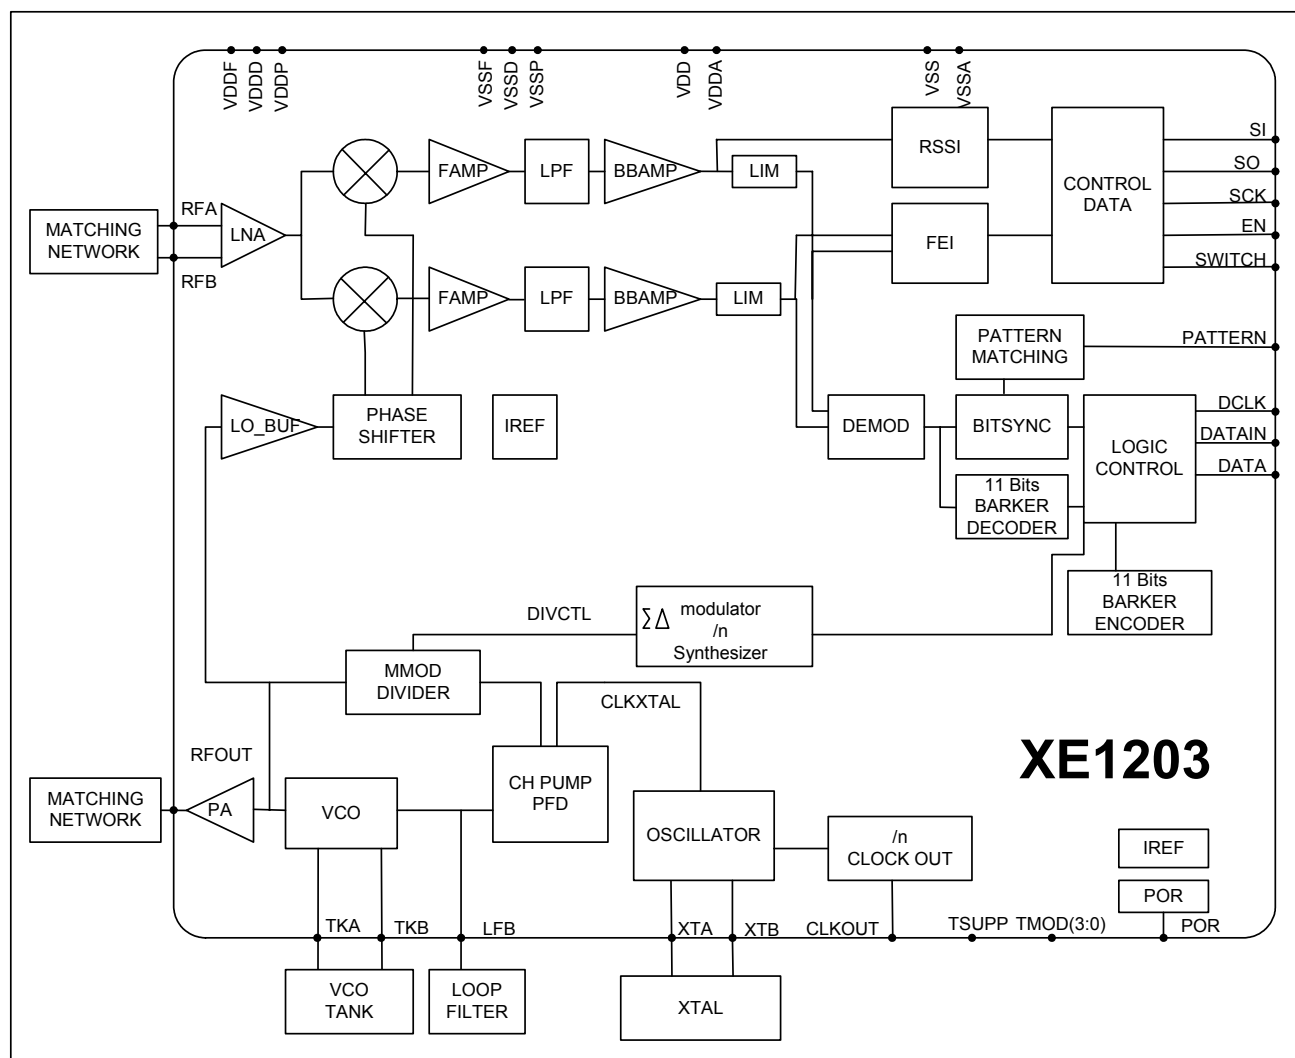 VDDF
VDDD
VDDP
VSSF
VSSD
VSSP
VDD
VDDA
VSS
VSSA
RSSI
CONTROL
DATA
SI
SO
SCK
EN
SWITCH
FAMP
LPF
BBAMP
LIM
MATCHING
NETWORK
RFA
RFB
LNA
FEI
FAMP
LPF
BBAMP
LIM
PATTERN
MATCHING
PATTERN
LO_BUF
PHASE
SHIFTER
IREF
DEMOD
BITSYNC
LOGIC
CONTROL
DCLK
DATAIN
DATA
11 Bits
BARKER
DECODER
11 Bits
BARKER
ENCODER
DIVCTL
ΣΔ modulator
/n
Synthesizer
MMOD
DIVIDER
CLKXTAL
XE1203
RFOUT
MATCHING
NETWORK
PA
VCO
CH PUMP
PFD
OSCILLATOR
/n
CLOCK OUT
IREF
POR
TKA
TKB
LFB
XTA
XTB
CLKOUT
TSUPP
TMOD(3:0)
POR
VCO
TANK
LOOP
FILTER
XTAL